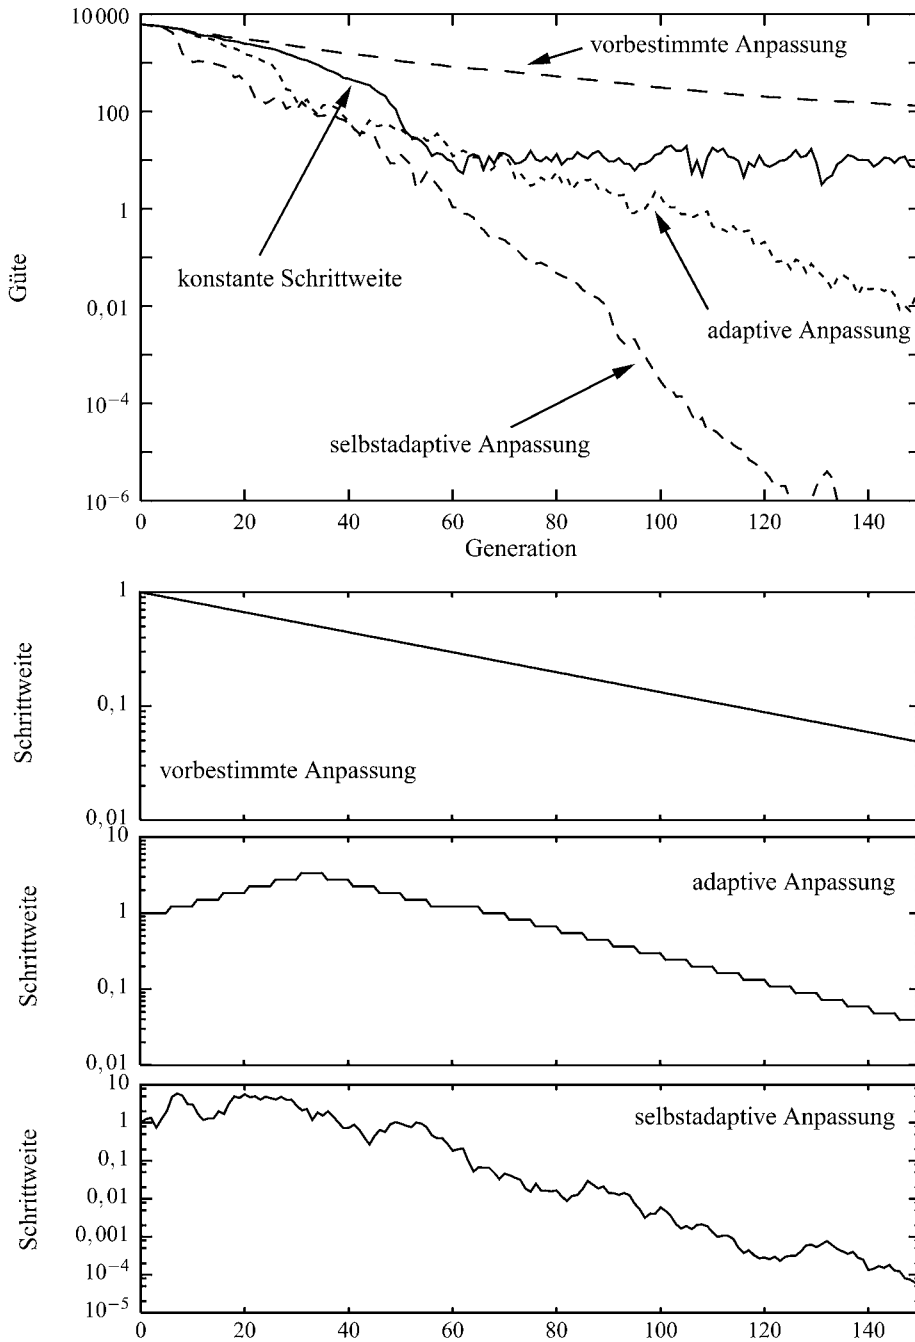 10 000
vorbestimmte Anpassung
100
1
konstante Schrittweite
Güte
0,01
adaptive Anpassung
10⁻⁴
selbstadaptive Anpassung
10⁻⁶
0 20 40 60 80 100 120 140
Generation
1
Schrittweite
0,1
vorbestimmte Anpassung
0,01
10
adaptive Anpassung
Schrittweite
1
0,1
0,01
10
selbstadaptive Anpassung
1
Schrittweite
0,1
0,01
0,001
10⁻⁴
10⁻⁵
0 20 40 60 80 100 120 140
Generation